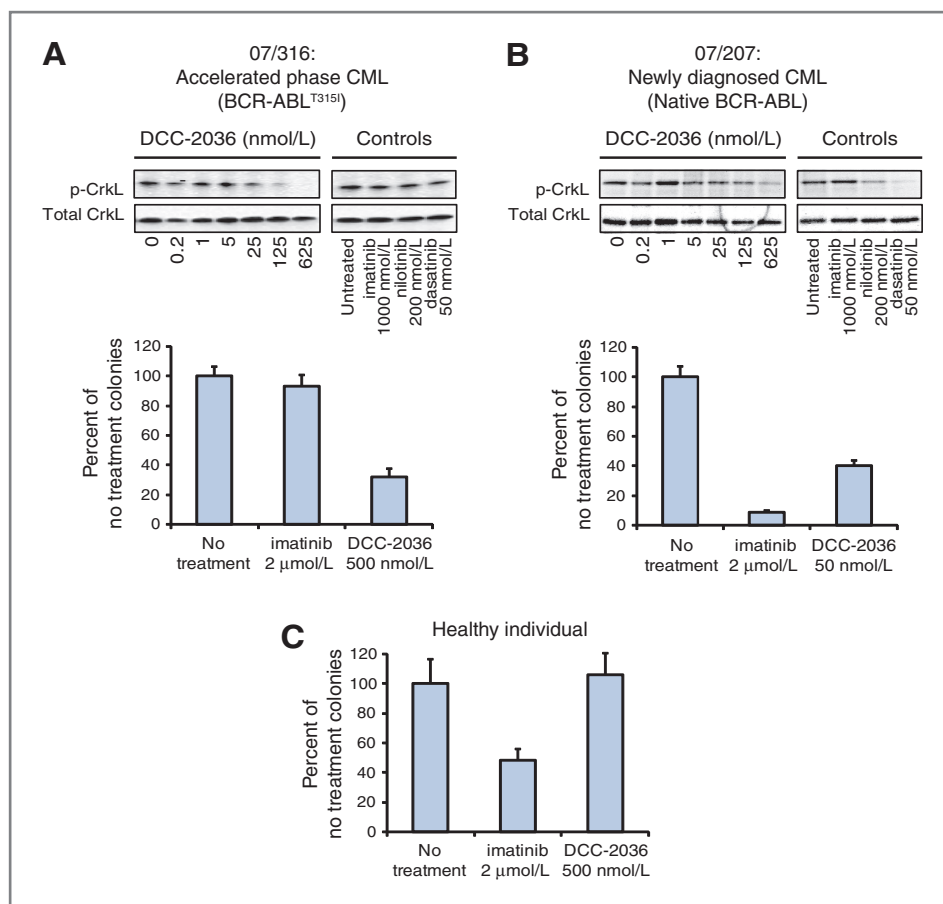 A
07/316:
Accelerated phase CML
(BCR-ABLT315I)
DCC-2036 (nmol/L)
Controls
p-CrkL
Total CrkL
0
0.2
1
5
25
125
625
Untreated
imatinib
1000 nmol/L
nilotinib
200 nmol/L
dasatinib
50 nmol/L
Percent of
no treatment colonies
120
100
80
60
40
20
0
No
treatment
imatinib
2 μmol/L
DCC-2036
500 nmol/L
B
07/207:
Newly diagnosed CML
(Native BCR-ABL)
DCC-2036 (nmol/L)
Controls
p-CrkL
Total CrkL
0
0.2
1
5
25
125
625
Untreated
imatinib
1000 nmol/L
nilotinib
200 nmol/L
dasatinib
50 nmol/L
Percent of
no treatment colonies
120
100
80
60
40
20
0
No
treatment
imatinib
2 μmol/L
DCC-2036
50 nmol/L
C
Healthy individual
Percent of
no treatment colonies
120
100
80
60
40
20
0
No
treatment
imatinib
2 μmol/L
DCC-2036
500 nmol/L